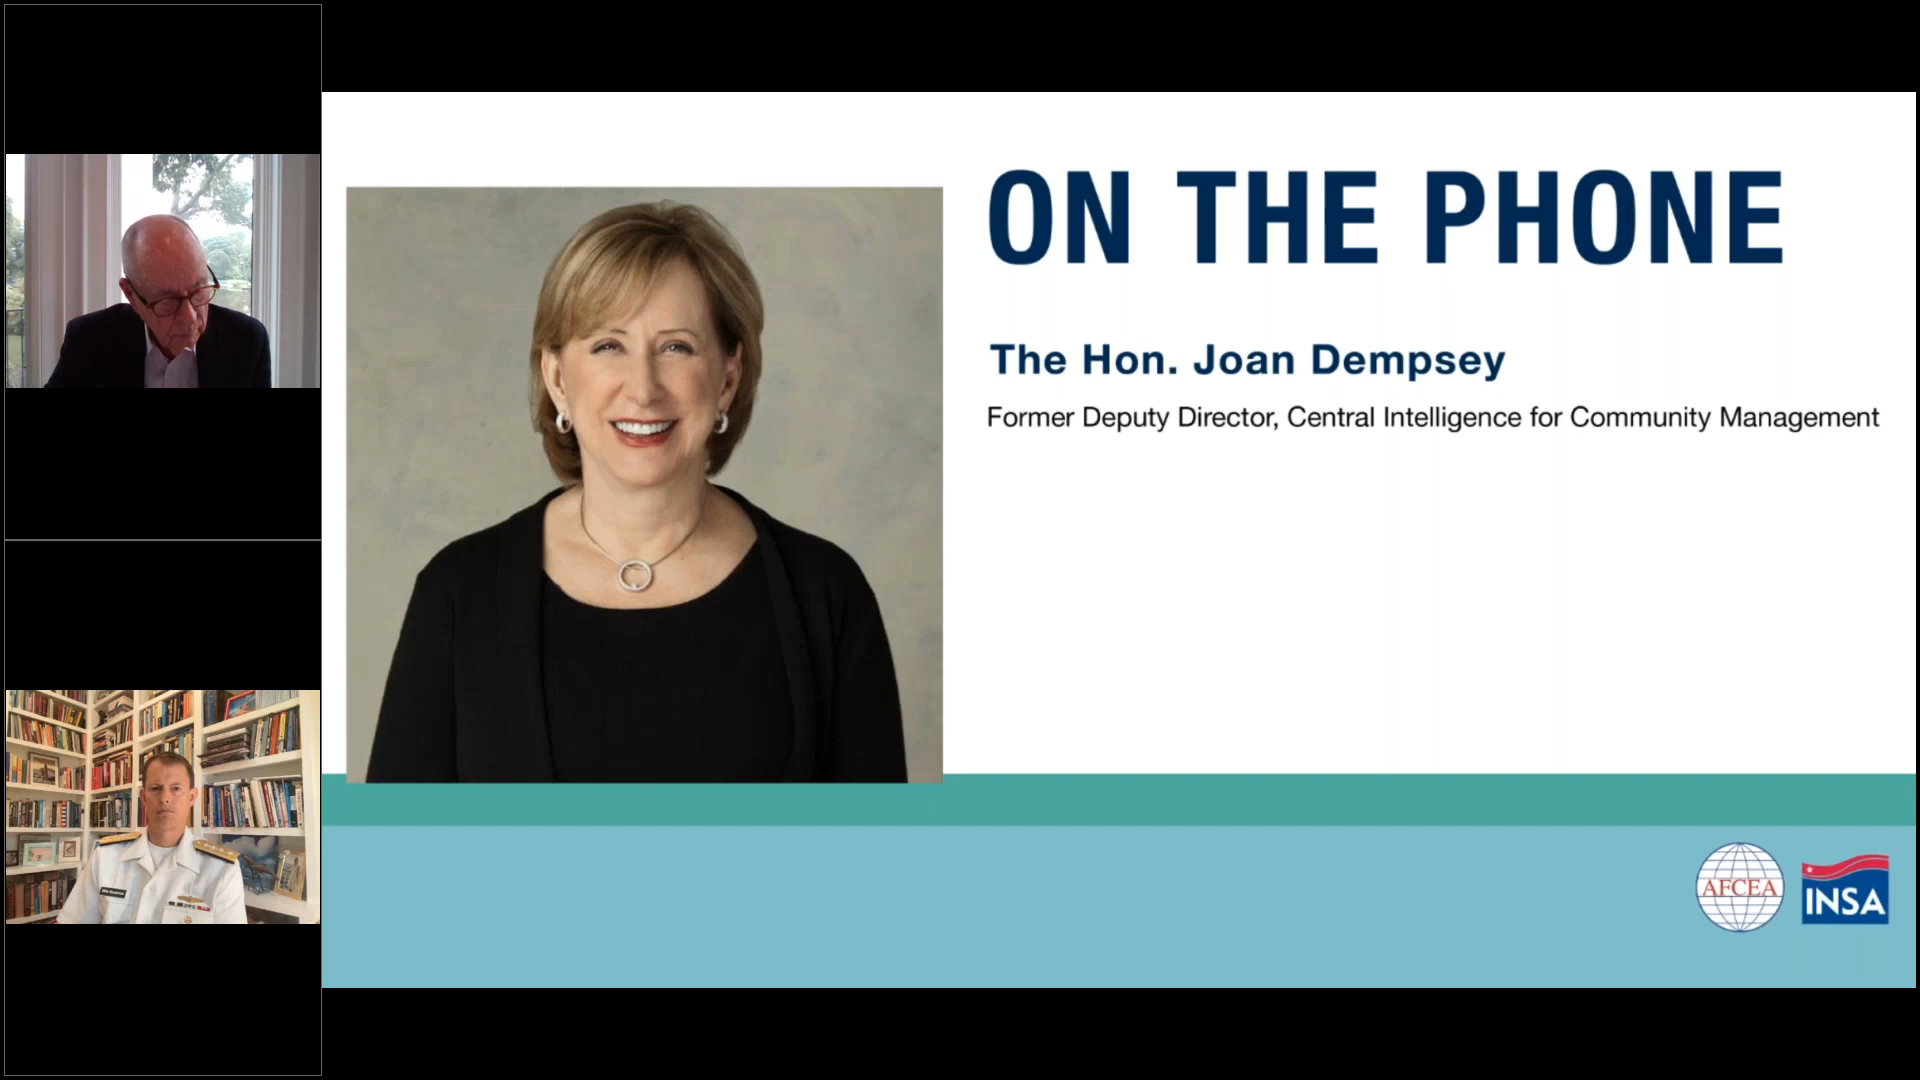 ON THE PHONE
The Hon. Joan Dempsey
Former Deputy Director, Central Intelligence for Community Management
AFCEA
INSA